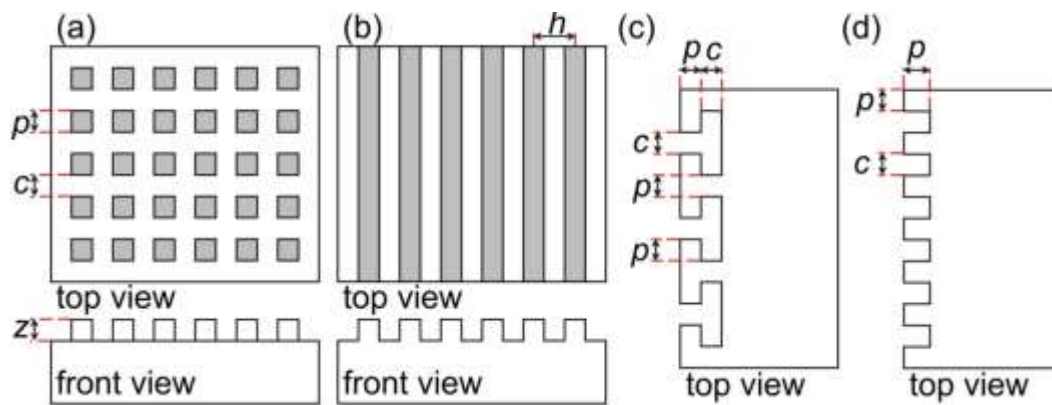 (a)
(b)
h
(c)
p c
(d)
p
p
p
c
c
c
p
p
top view
top view
z
front view
front view
top view
top view